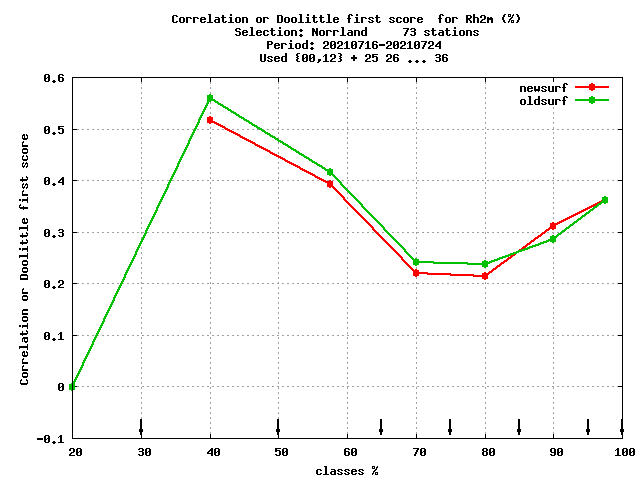 Correlation or Doolittle first score  for Rh2m (%)
Selection: Norrland     73 stations
Period: 20210716-20210724
Used {00,12} + 25 26 ... 36
newsurf
oldsurf
Correlation or Doolittle first score
0.6
0.5
0.4
0.3
0.2
0.1
0
-0.1
20 30 40 50 60 70 80 90 100
classes %